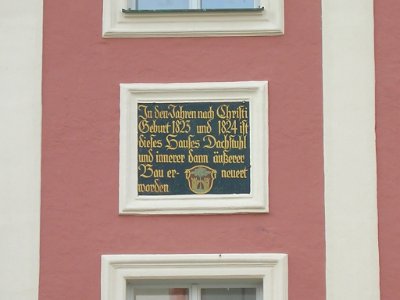 In den Jahren nach Christi
Geburt 1823 und 1824 ist
dieses Hauses Dachstuhl
und innerer dann äußerer
Bau er- neuert
worden